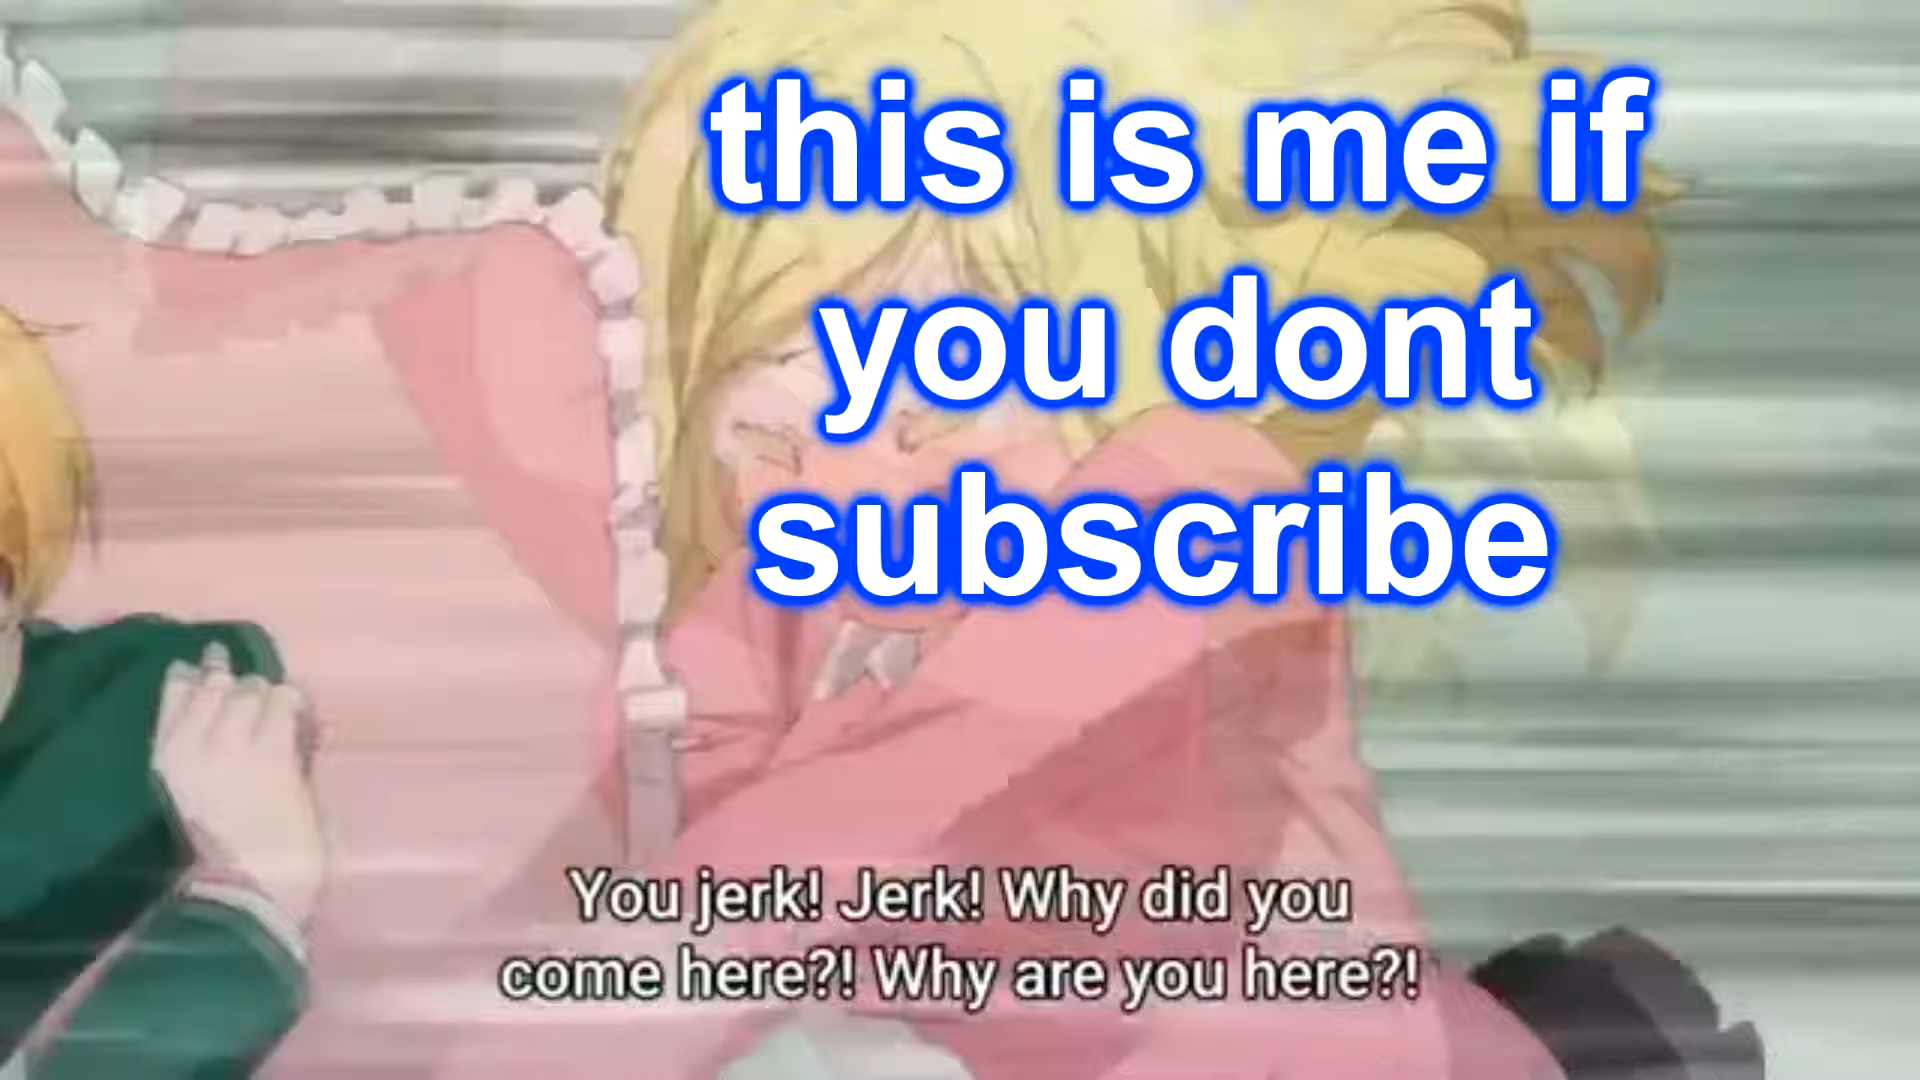 this is me if
you dont
subscribe
You jerk! Jerk! Why did you
come here?! Why are you here?!